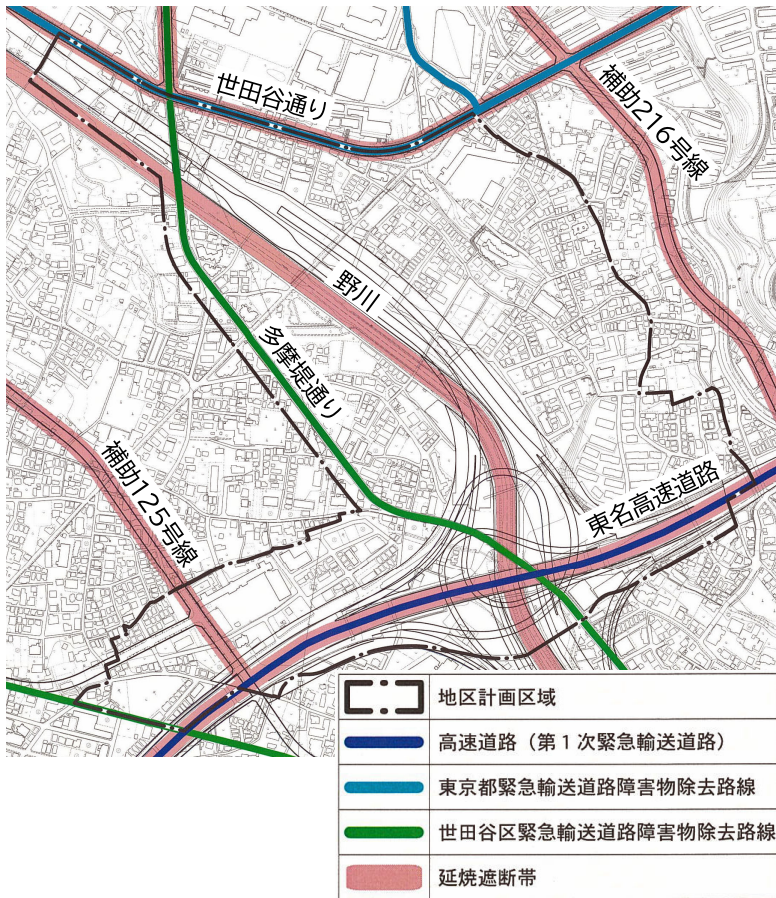 世田谷通り
補助216号線
野川
多摩堤通り
補助125号線
東名高速道路
地区計画区域
高速道路（第１次緊急輸送道路）
東京都緊急輸送道路障害物除去路線
世田谷区緊急輸送道路障害物除去路線
延焼遮断帯